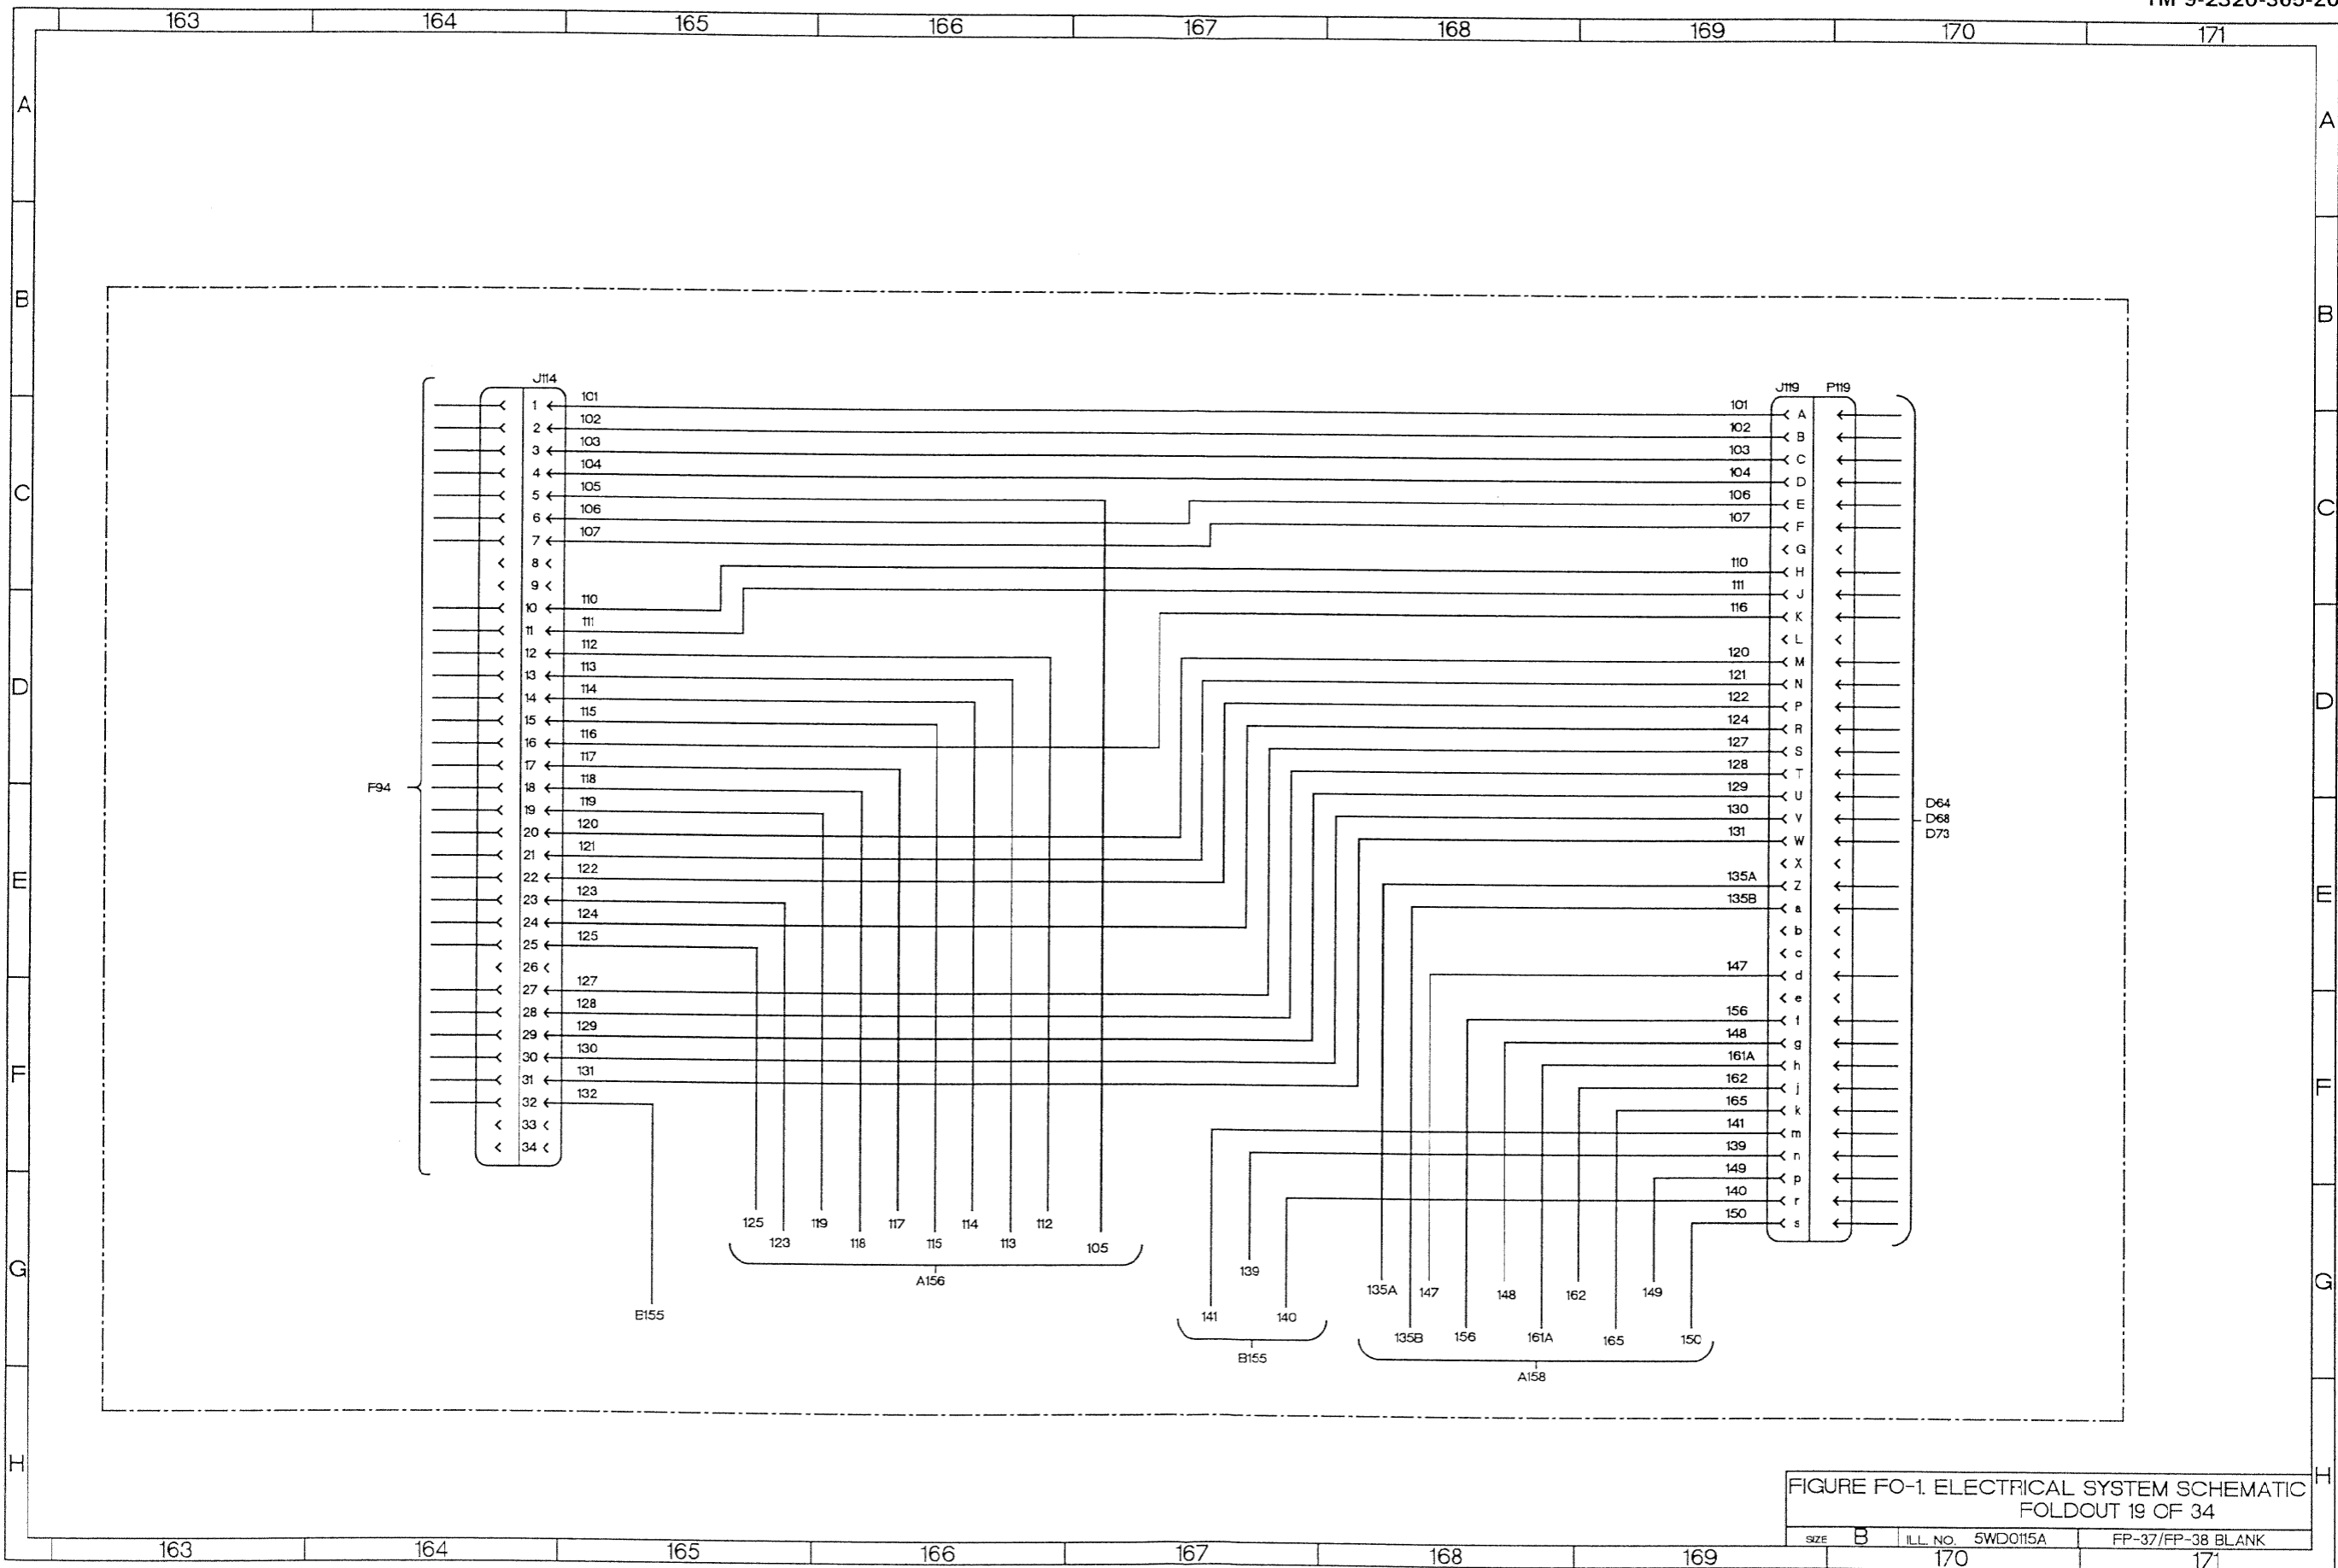 TM 9-2320-365-20
163 164 165 166 167 168 169 170 171
A A
B B
J114
J119 P119
1 101 101 A
2 102 102 B
3 103 103 C
4 104 104 D
C C
5 105 106 E
6 106 107 F
7 107 G
8 110 H
9 111 J
10 110 116 K
11 111 L
12 112 120 M
13 113 121 N
D D
14 114 122 P
15 115 124 R
16 116 127 S
17 117 128 T
18 118 129 U
F94
19 119 130 V
D64
D68
D73
20 120 131 W
21 121 X
22 122 135A Z
E E
23 123 135B a
24 124 b
25 125 c
26 147 d
27 127 e
28 128 156 f
29 129 148 g
30 130 161A h
F F
31 131 162 j
32 132 165 k
33 141 m
34 139 n
149 p
140 r
150 s
125 119 117 114 112
123 118 115 113 105
A156
G G
139
135A 147 148 162 149
B155
141 140
135B 156 161A 165 150
B155
A158
H H
FIGURE FO-1. ELECTRICAL SYSTEM SCHEMATIC
FOLDOUT 19 OF 34
SIZE B ILL. NO. 5WD0115A FP-37/FP-38 BLANK
163 164 165 166 167 168 169 170 171